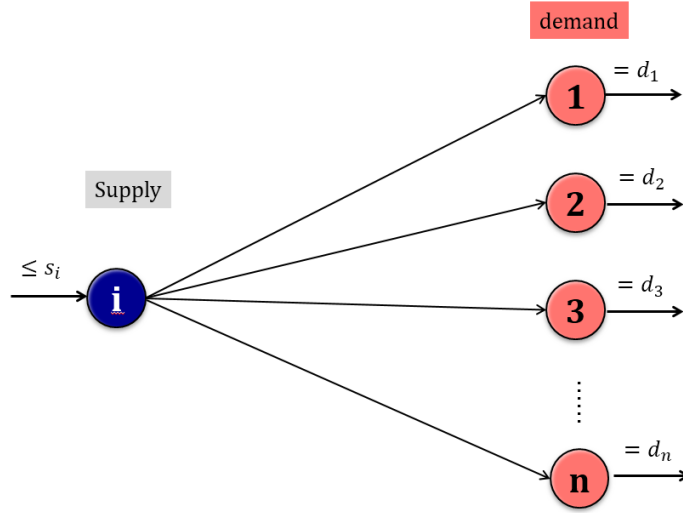 demand
= d₁
1
Supply
= d₂
2
≤ sᵢ
i
= d₃
3
= dₙ
n